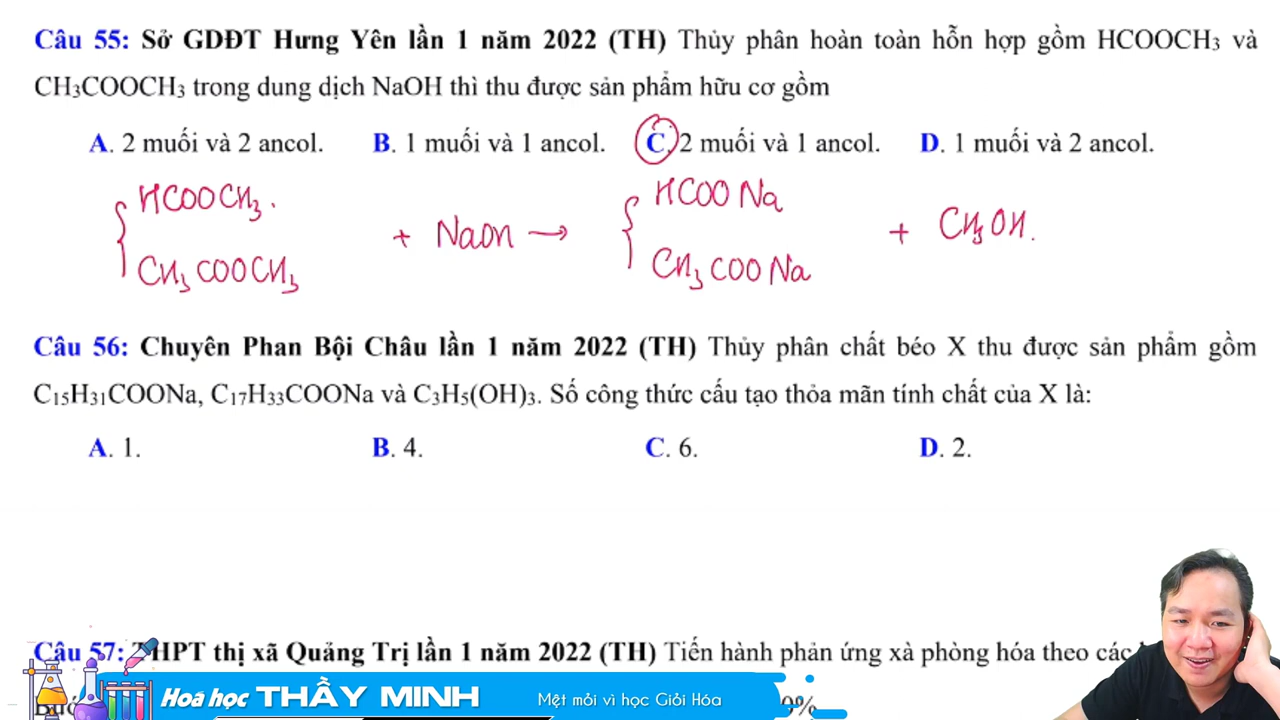 Câu 55: Sở GDĐT Hưng Yên lần 1 năm 2022 (TH) Thủy phân hoàn toàn hỗn hợp gồm HCOOCH₃ và
CH₃COOCH₃ trong dung dịch NaOH thì thu được sản phẩm hữu cơ gồm
A. 2 muối và 2 ancol. B. 1 muối và 1 ancol. C. 2 muối và 1 ancol. D. 1 muối và 2 ancol.
{ HCOOCH₃. + NaOH → { HCOONa + CH₃OH.
CH₃COOCH₃ CH₃COONa
Câu 56: Chuyên Phan Bội Châu lần 1 năm 2022 (TH) Thủy phân chất béo X thu được sản phẩm gồm
C₁₅H₃₁COONa, C₁₇H₃₃COONa và C₃H₅(OH)₃. Số công thức cấu tạo thỏa mãn tính chất của X là:
A. 1. B. 4. C. 6. D. 2.
Câu 57: THPT thị xã Quảng Trị lần 1 năm 2022 (TH) Tiến hành phản ứng xà phòng hóa theo các
Hoá học THẦY MINH Mệt mỏi vì học Giỏi Hóa